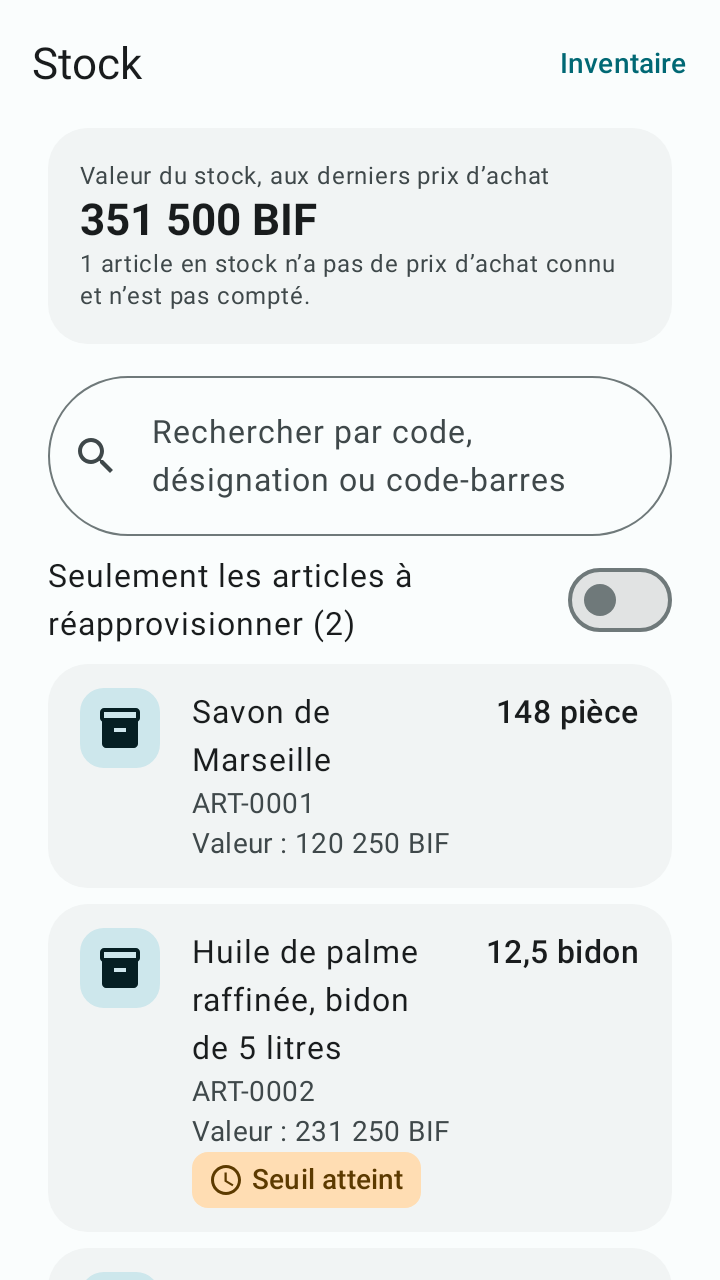 Stock
Inventaire
Valeur du stock, aux derniers prix d’achat
351 500 BIF
1 article en stock n’a pas de prix d’achat connu
et n’est pas compté.
Rechercher par code,
désignation ou code-barres
Seulement les articles à
réapprovisionner (2)
Savon de
Marseille
148 pièce
ART-0001
Valeur : 120 250 BIF
Huile de palme
raffinée, bidon
de 5 litres
12,5 bidon
ART-0002
Valeur : 231 250 BIF
Seuil atteint